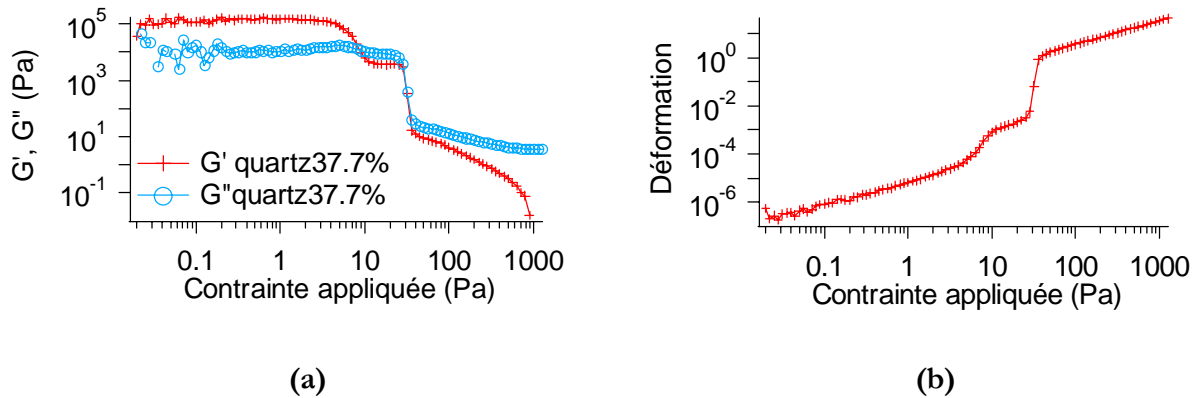 G', G" (Pa)
10^5
10^3
10^1
10^-1
G' quartz37.7%
G"quartz37.7%
0.1 1 10 100 1000
Contrainte appliquée (Pa)
(a)
Déformation
10^0
10^-2
10^-4
10^-6
0.1 1 10 100 1000
Contrainte appliquée (Pa)
(b)